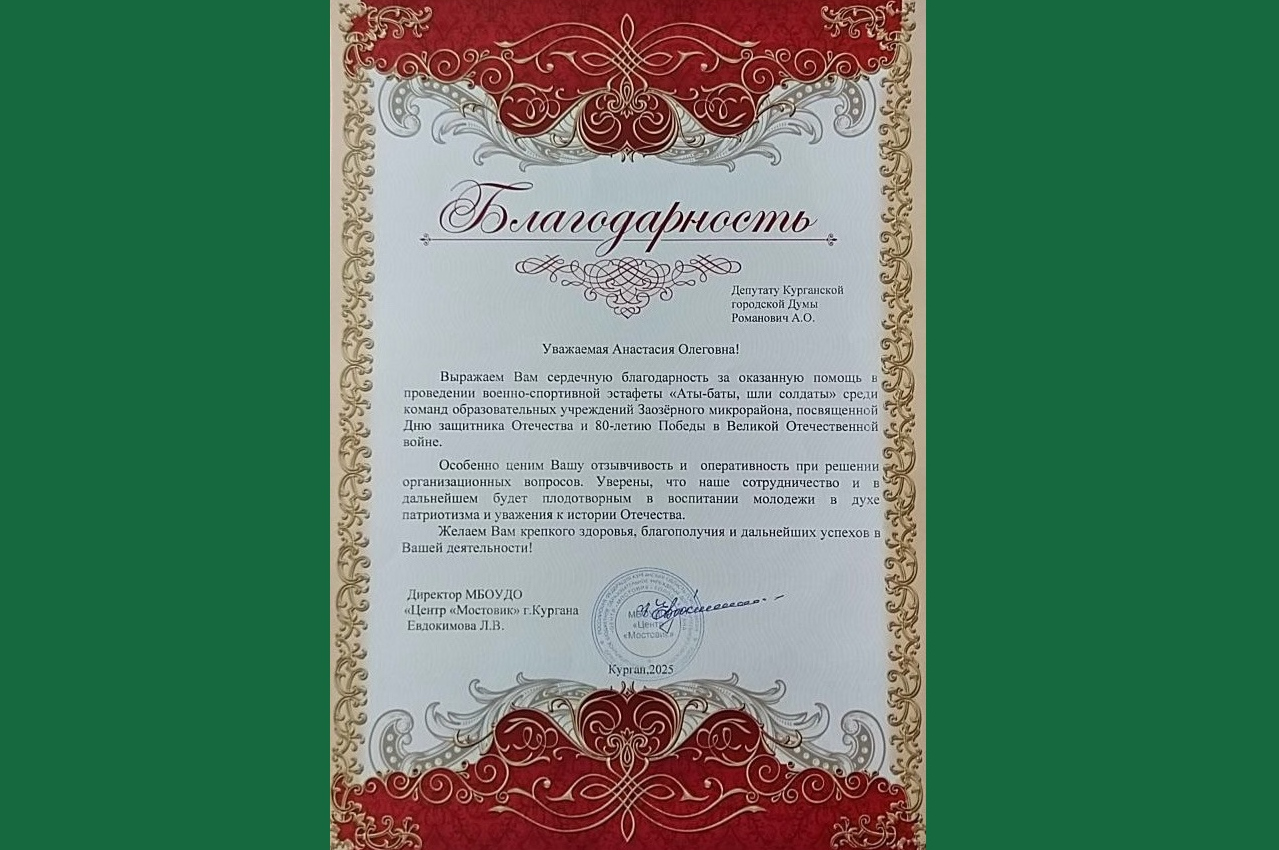 Благодарность
Депутату Курганской
городской Думы
Романович А.О.
Уважаемая Анастасия Олеговна!
Выражаем Вам сердечную благодарность за оказанную помощь в
проведении военно-спортивной эстафеты «Аты-баты, шли солдаты» среди
команд образовательных учреждений Заозёрного микрорайона, посвященной
Дню защитника Отечества и 80-летию Победы в Великой Отечественной
войне.
Особенно ценим Вашу отзывчивость и оперативность при решении
организационных вопросов. Уверены, что наше сотрудничество и в
дальнейшем будет плодотворным в воспитании молодежи в духе
патриотизма и уважения к истории Отечества.
Желаем Вам крепкого здоровья, благополучия и дальнейших успехов в
Вашей деятельности!
Директор МБОУДО
«Центр «Мостовик» г.Кургана
Евдокимова Л.В.
«Центр
«Мостовик»
Курган,2025